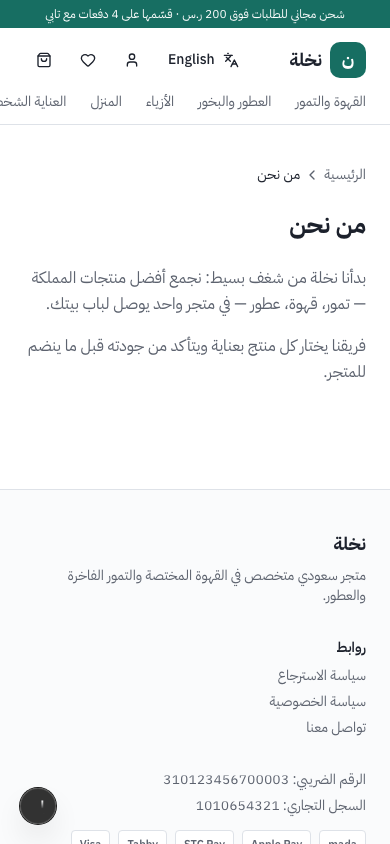 شحن مجاني للطلبات فوق 200 ر.س · قسّمها على 4 دفعات مع تابي
ن
نخلة
English
القهوة والتمور
العطور والبخور
الأزياء
المنزل
العناية الشخ
الرئيسية
من نحن
من نحن
بدأنا نخلة من شغف بسيط: نجمع أفضل منتجات المملكة
— تمور، قهوة، عطور — في متجر واحد يوصل لباب بيتك.
فريقنا يختار كل منتج بعناية ويتأكد من جودته قبل ما ينضم
للمتجر.
نخلة
متجر سعودي متخصص في القهوة المختصة والتمور الفاخرة
والعطور.
روابط
سياسة الاسترجاع
سياسة الخصوصية
تواصل معنا
الرقم الضريبي: 310123456700003
السجل التجاري: 1010654321
mada
Apple Pay
STC Pay
Tabby
Visa